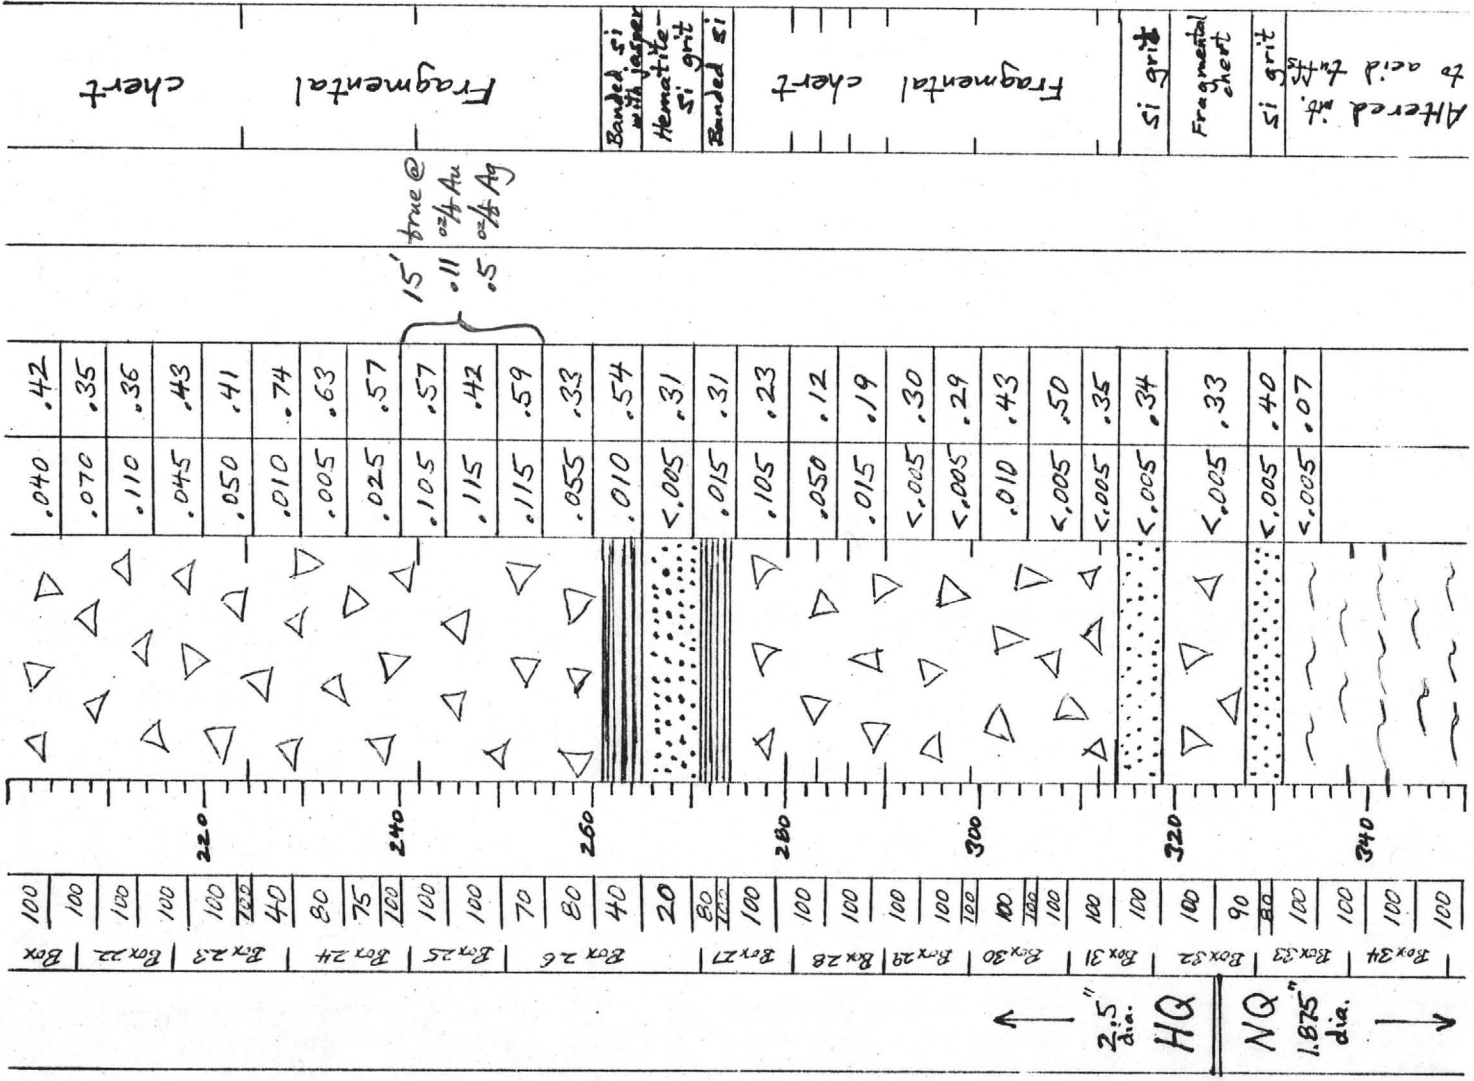 chert
Fragmental
Banded si
with jasper
Hematite-
si grit
Banded si
Fragmental chert
si grit
Fragmental
chert
si grit
Altered int.
to acid tuffs
15' true @
.11 oz/t Au
.5 oz/t Ag
.42 .35 .36 .43 .41 .74 .63 .57 .57 .42 .59 .33 .54 .31 .31 .23 .12 .19 .30 .29 .43 .50 .35 .34 .33 .40 .07
.040 .070 .110 .045 .050 .010 .005 .025 .105 .115 .115 .055 .010 <.005 .015 .105 .050 .015 <.005 <.005 .010 <.005 <.005 <.005 <.005 <.005 <.005
220 240 260 280 300 320 340
100 100 100 100 100 100 40 80 75 100 100 100 70 80 40 20 80 100 100 100 100 100 100 100 100 100 100 100 100 100 90 80 100 100 100 100
Box Box 22 Box 23 Box 24 Box 25 Box 26 Box 27 Box 28 Box 29 Box 30 Box 31 Box 32 Box 33 Box 34
2.5"
dia.
HQ
NQ
1.875"
dia.